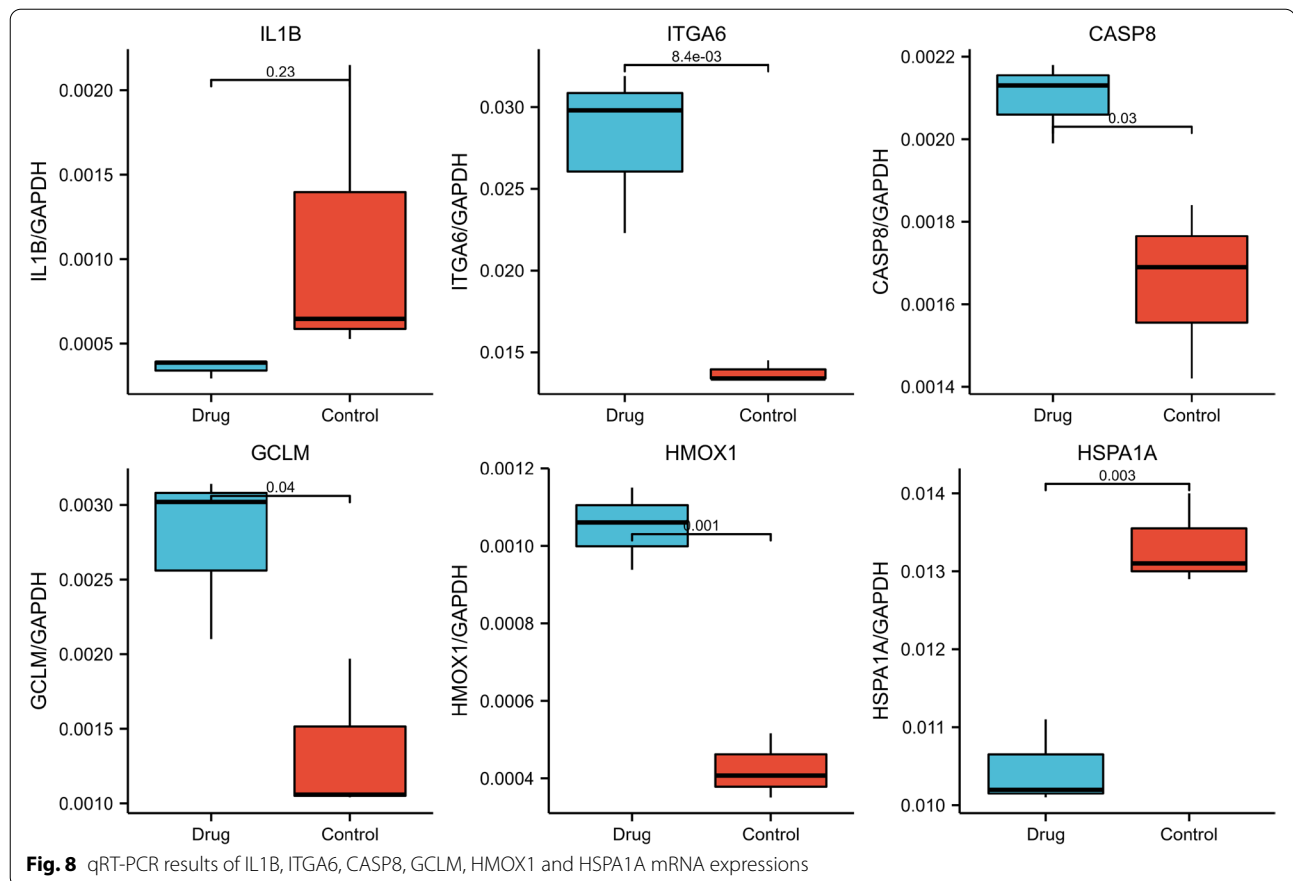 IL1B
0.23
0.0020
0.0015
0.0010
0.0005
IL1B/GAPDH
Drug
Control
ITGA6
8.4e-03
0.030
0.025
0.020
0.015
ITGA6/GAPDH
CASP8
0.0022
0.03
0.0020
0.0018
0.0016
0.0014
CASP8/GAPDH
Drug
Control
GCLM
0.04
0.0030
0.0025
0.0020
0.0015
0.0010
GCLM/GAPDH
Drug
Control
HMOX1
0.0012
0.001
0.0010
0.0008
0.0006
0.0004
HMOX1/GAPDH
Drug
Control
HSPA1A
0.003
0.014
0.013
0.012
0.011
0.010
HSPA1A/GAPDH
Drug
Control
Fig. 8 qRT-PCR results of IL1B, ITGA6, CASP8, GCLM, HMOX1 and HSPA1A mRNA expressions